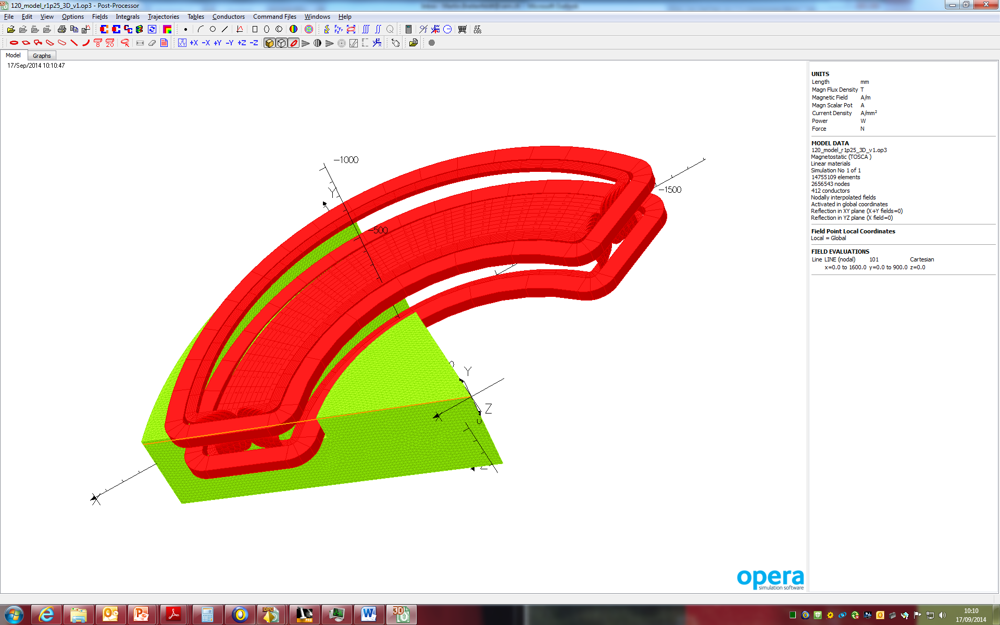 120_model_r1p25_3D_v1.op3 - Post-Processor
File Edit View Options Fields Integrals Trajectories Tables Conductors Command Files Windows Help
+X -X +Y -Y +Z -Z
Model Graphs
17/Sep/2014 10:10:47
-1000
Y
-500
-1500
Y
Z
X
0
Z
X
UNITS
Length mm
Magn Flux Density T
Magnetic Field A/m
Magn Scalar Pot A
Current Density A/mm²
Power W
Force N
MODEL DATA
120_model_r1p25_3D_v1.op3
Magnetostatic (TOSCA )
Linear materials
Simulation No 1 of 1
14755109 elements
2656543 nodes
412 conductors
Nodally interpolated fields
Activated in global coordinates
Reflection in XY plane (X+Y fields=0)
Reflection in YZ plane (X field=0)
Field Point Local Coordinates
Local = Global
FIELD EVALUATIONS
Line LINE (nodal) 101 Cartesian
x=0.0 to 1600.0 y=0.0 to 900.0 z=0.0
opera
simulation software
10:10
17/09/2014